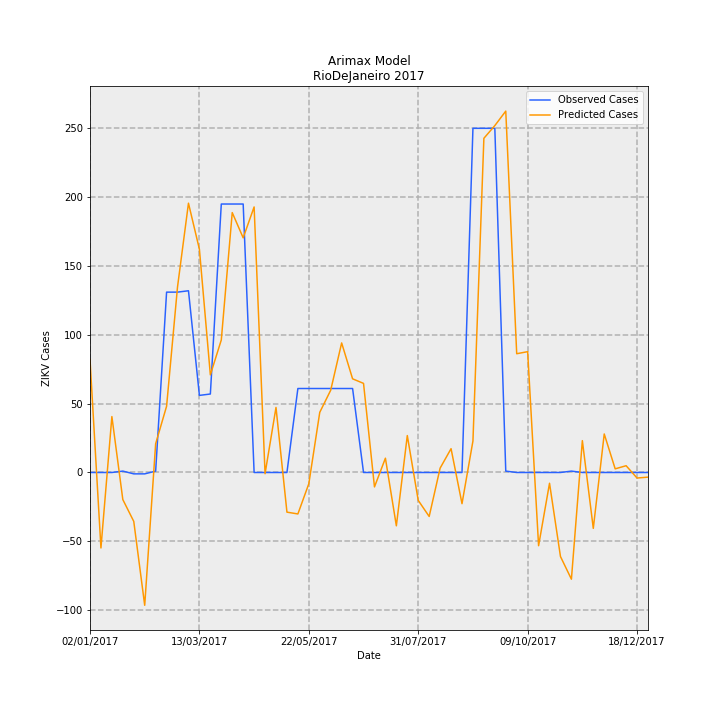 Arimax Model
RioDeJaneiro 2017
Observed Cases
Predicted Cases
ZIKV Cases
250
200
150
100
50
0
−50
−100
02/01/2017 13/03/2017 22/05/2017 31/07/2017 09/10/2017 18/12/2017
Date